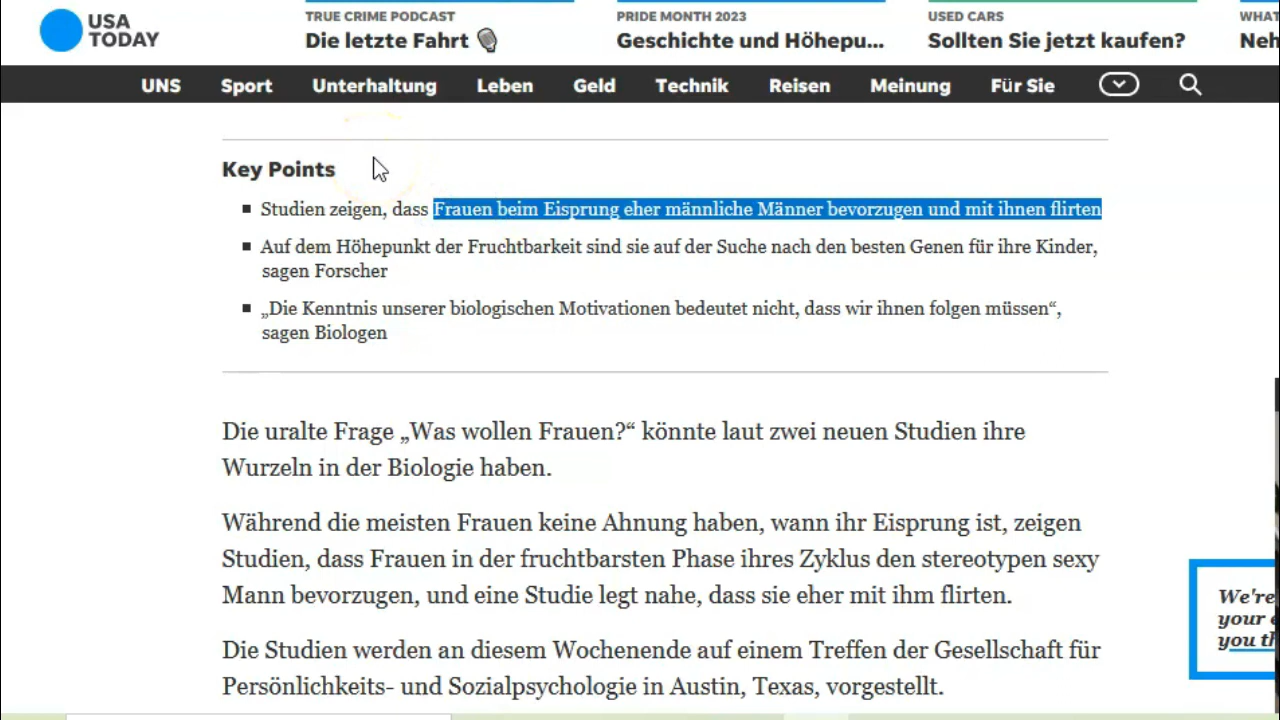 USA
TODAY
TRUE CRIME PODCAST
Die letzte Fahrt
PRIDE MONTH 2023
Geschichte und Höhepu...
USED CARS
Sollten Sie jetzt kaufen?
WHAT
Neh
UNS Sport Unterhaltung Leben Geld Technik Reisen Meinung Für Sie
Key Points
Studien zeigen, dass Frauen beim Eisprung eher männliche Männer bevorzugen und mit ihnen flirten
Auf dem Höhepunkt der Fruchtbarkeit sind sie auf der Suche nach den besten Genen für ihre Kinder,
sagen Forscher
„Die Kenntnis unserer biologischen Motivationen bedeutet nicht, dass wir ihnen folgen müssen“,
sagen Biologen
Die uralte Frage „Was wollen Frauen?“ könnte laut zwei neuen Studien ihre
Wurzeln in der Biologie haben.
Während die meisten Frauen keine Ahnung haben, wann ihr Eisprung ist, zeigen
Studien, dass Frauen in der fruchtbarsten Phase ihres Zyklus den stereotypen sexy
Mann bevorzugen, und eine Studie legt nahe, dass sie eher mit ihm flirten.
Die Studien werden an diesem Wochenende auf einem Treffen der Gesellschaft für
Persönlichkeits- und Sozialpsychologie in Austin, Texas, vorgestellt.
We're
your
you th